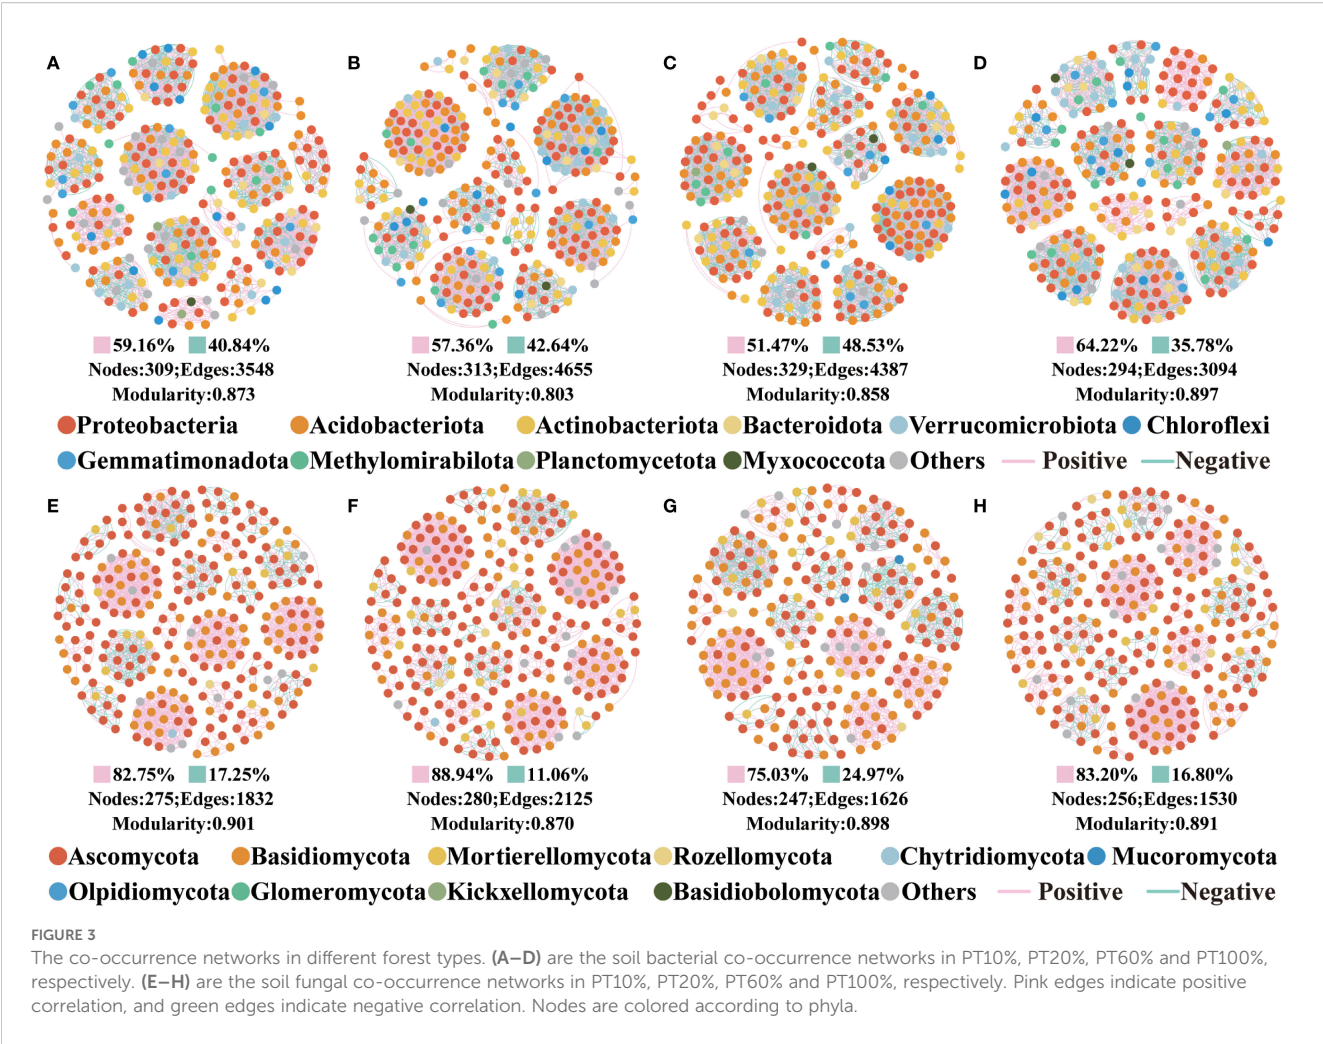 A B C D
59.16% 40.84% 57.36% 42.64% 51.47% 48.53% 64.22% 35.78%
Nodes:309;Edges:3548 Nodes:313;Edges:4655 Nodes:329;Edges:4387 Nodes:294;Edges:3094
Modularity:0.873 Modularity:0.803 Modularity:0.858 Modularity:0.897
Proteobacteria Acidobacteriota Actinobacteriota Bacteroidota Verrucomicrobiota Chloroflexi
Gemmatimonadota Methylomirabilota Planctomycetota Myxococcota Others Positive Negative
E F G H
82.75% 17.25% 88.94% 11.06% 75.03% 24.97% 83.20% 16.80%
Nodes:275;Edges:1832 Nodes:280;Edges:2125 Nodes:247;Edges:1626 Nodes:256;Edges:1530
Modularity:0.901 Modularity:0.870 Modularity:0.898 Modularity:0.891
Ascomycota Basidiomycota Mortierellomycota Rozellomycota Chytridiomycota Mucoromycota
Olpidiomycota Glomeromycota Kickxellomycota Basidiobolomycota Others Positive Negative
FIGURE 3
The co-occurrence networks in different forest types. (A–D) are the soil bacterial co-occurrence networks in PT10%, PT20%, PT60% and PT100%,
respectively. (E–H) are the soil fungal co-occurrence networks in PT10%, PT20%, PT60% and PT100%, respectively. Pink edges indicate positive
correlation, and green edges indicate negative correlation. Nodes are colored according to phyla.